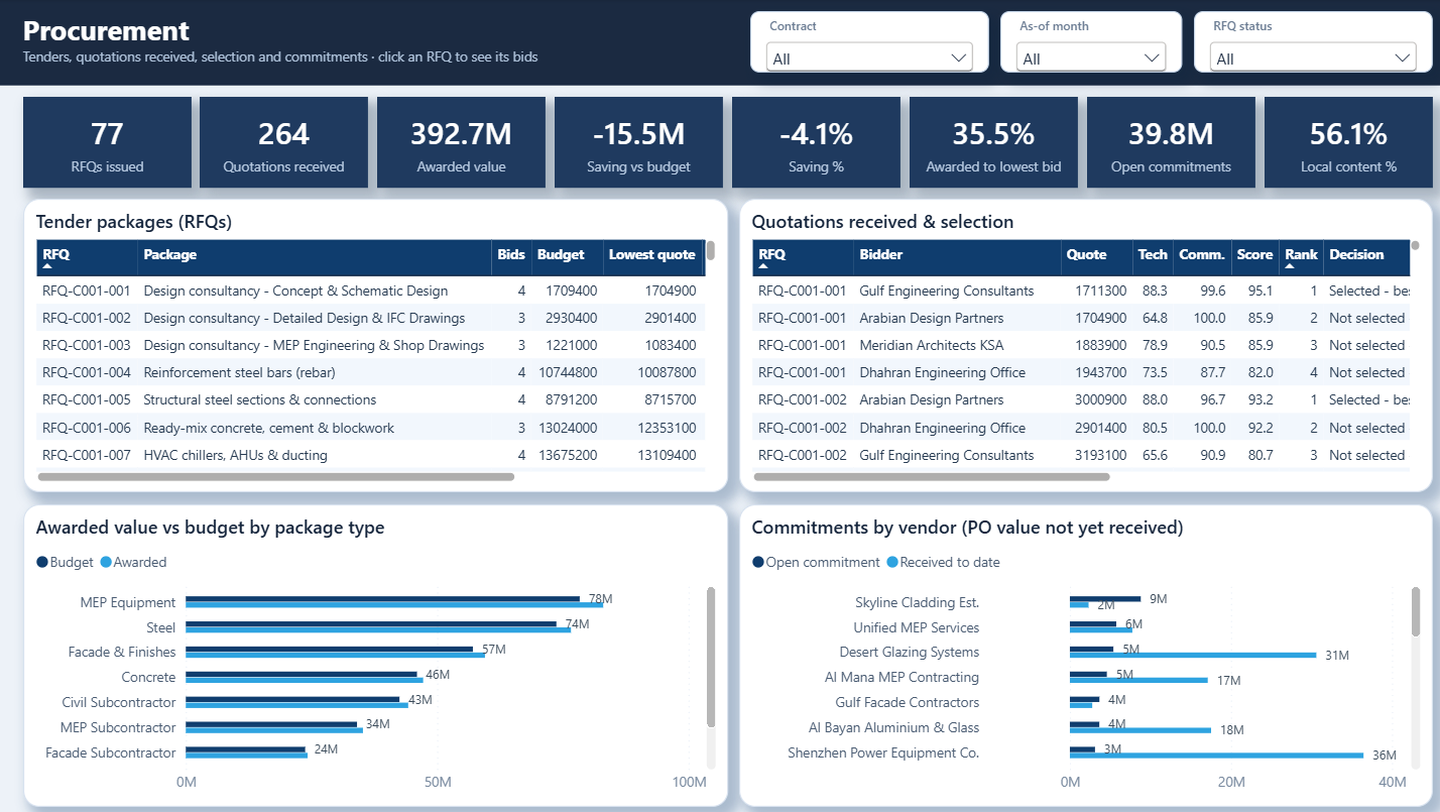 Procurement
Tenders, quotations received, selection and commitments · click an RFQ to see its bids
Contract
All
As-of month
All
RFQ status
All
77
RFQs issued
264
Quotations received
392.7M
Awarded value
-15.5M
Saving vs budget
-4.1%
Saving %
35.5%
Awarded to lowest bid
39.8M
Open commitments
56.1%
Local content %
Tender packages (RFQs)
RFQ Package Bids Budget Lowest quote
RFQ-C001-001 Design consultancy - Concept & Schematic Design 4 1709400 1704900
RFQ-C001-002 Design consultancy - Detailed Design & IFC Drawings 3 2930400 2901400
RFQ-C001-003 Design consultancy - MEP Engineering & Shop Drawings 3 1221000 1083400
RFQ-C001-004 Reinforcement steel bars (rebar) 4 10744800 10087800
RFQ-C001-005 Structural steel sections & connections 4 8791200 8715700
RFQ-C001-006 Ready-mix concrete, cement & blockwork 3 13024000 12353100
RFQ-C001-007 HVAC chillers, AHUs & ducting 4 13675200 13109400
Quotations received & selection
RFQ Bidder Quote Tech Comm. Score Rank Decision
RFQ-C001-001 Gulf Engineering Consultants 1711300 88.3 99.6 95.1 1 Selected - be
RFQ-C001-001 Arabian Design Partners 1704900 64.8 100.0 85.9 2 Not selected
RFQ-C001-001 Meridian Architects KSA 1883900 78.9 90.5 85.9 3 Not selected
RFQ-C001-001 Dhahran Engineering Office 1943700 73.5 87.7 82.0 4 Not selected
RFQ-C001-002 Arabian Design Partners 3000900 88.0 96.7 93.2 1 Selected - be
RFQ-C001-002 Dhahran Engineering Office 2901400 80.5 100.0 92.2 2 Not selected
RFQ-C001-002 Gulf Engineering Consultants 3193100 65.6 90.9 80.7 3 Not selected
Awarded value vs budget by package type
Budget Awarded
MEP Equipment 78M
Steel 74M
Facade & Finishes 57M
Concrete 46M
Civil Subcontractor 43M
MEP Subcontractor 34M
Facade Subcontractor 24M
0M 50M 100M
Commitments by vendor (PO value not yet received)
Open commitment Received to date
Skyline Cladding Est. 9M 2M
Unified MEP Services 6M
Desert Glazing Systems 5M 31M
Al Mana MEP Contracting 5M 17M
Gulf Facade Contractors 4M
Al Bayan Aluminium & Glass 4M 18M
Shenzhen Power Equipment Co. 3M 36M
0M 20M 40M